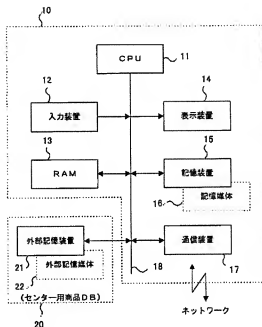 10
CPU
11
12
14
入力装置
表示装置
13
15
RAM
記憶装置
16
記憶媒体
外部記憶装置
通信装置
21
外部記憶媒体
22
18
17
(センター用商品DB)
20
ネットワーク